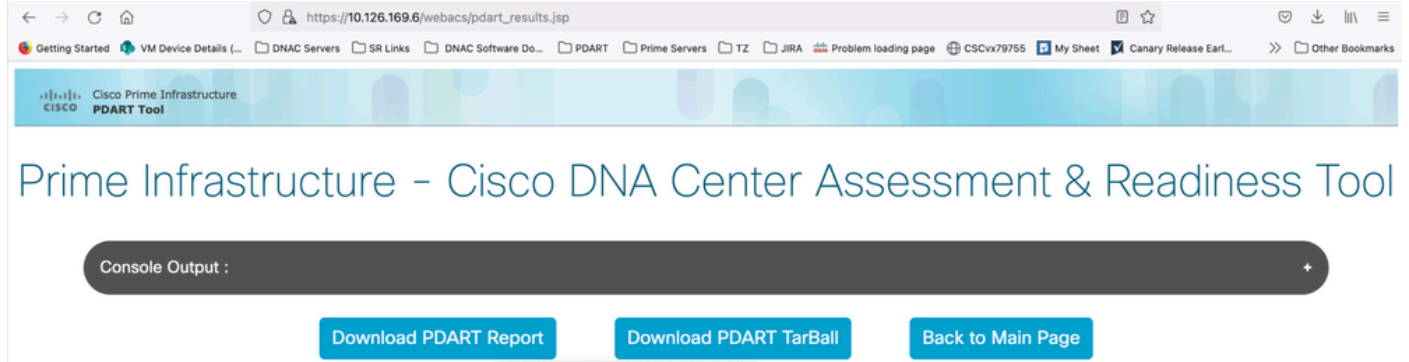 https://10.126.169.6/webacs/pdart_results.jsp
Getting Started VM Device Details (... DNAC Servers SR Links DNAC Software Do... PDART Prime Servers TZ JIRA Problem loading page CSCvx79755 My Sheet Canary Release Earl... Other Bookmarks
CISCO
Cisco Prime Infrastructure
PDART Tool
Prime Infrastructure - Cisco DNA Center Assessment & Readiness Tool
Console Output : +
Download PDART Report Download PDART TarBall Back to Main Page